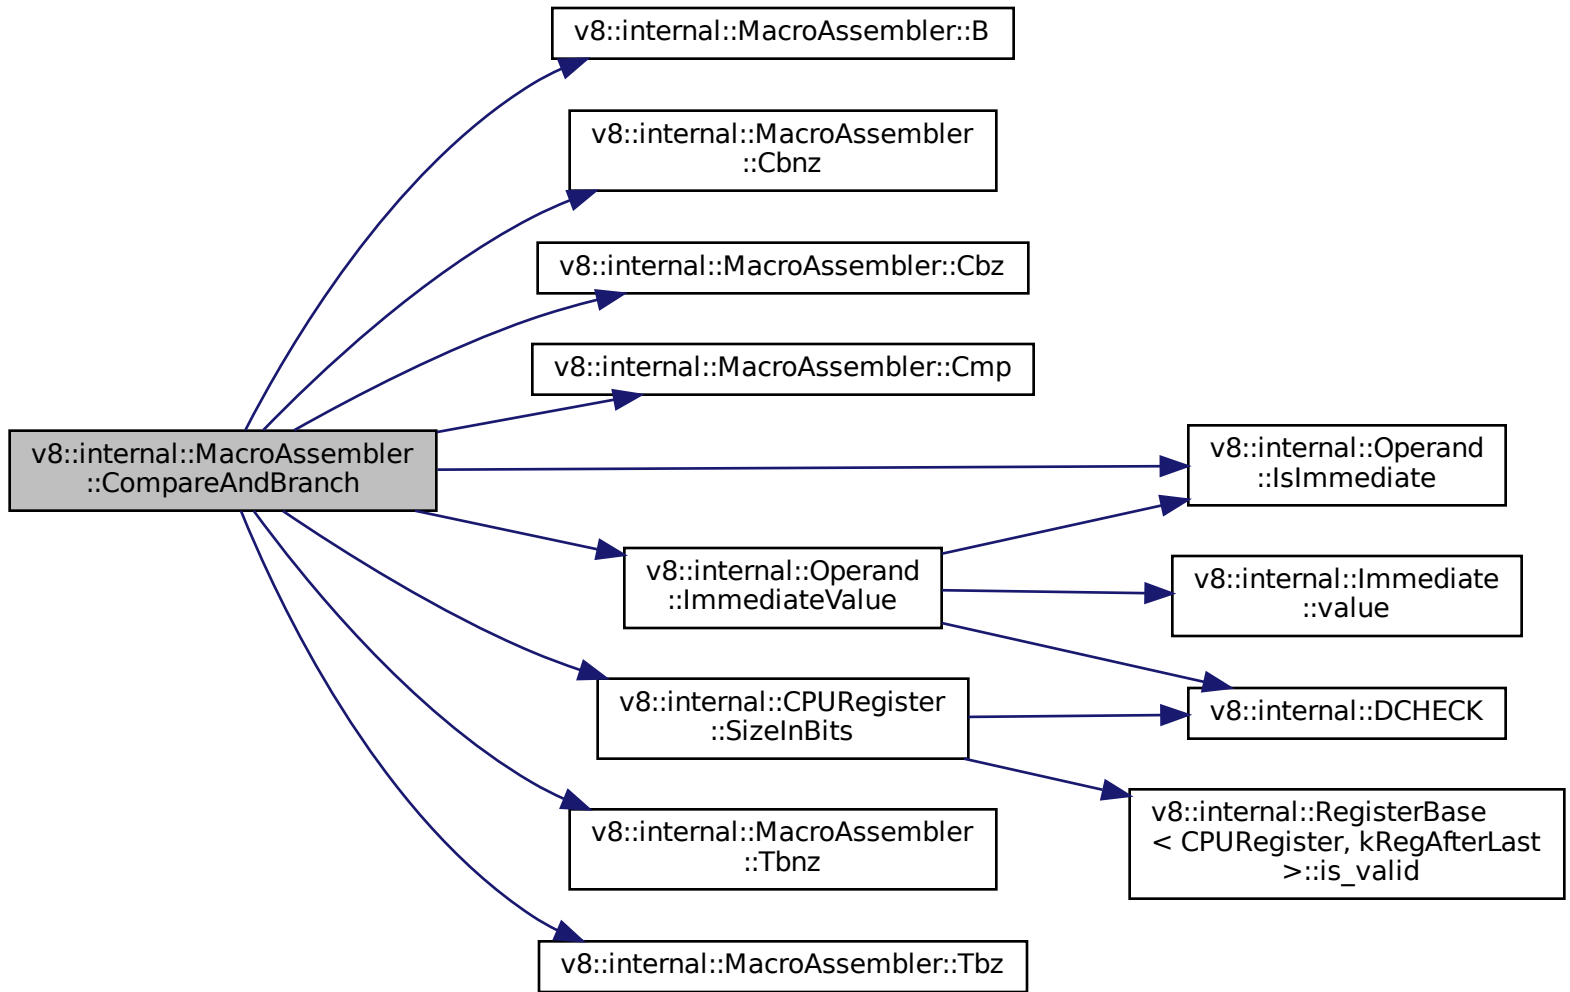 v8::internal::MacroAssembler::B
v8::internal::MacroAssembler
::Cbnz
v8::internal::MacroAssembler::Cbz
v8::internal::MacroAssembler::Cmp
v8::internal::MacroAssembler
::CompareAndBranch
v8::internal::Operand
::IsImmediate
v8::internal::Operand
::ImmediateValue
v8::internal::Immediate
::value
v8::internal::CPURegister
::SizeInBits
v8::internal::DCHECK
v8::internal::RegisterBase
< CPURegister, kRegAfterLast
>::is_valid
v8::internal::MacroAssembler
::Tbnz
v8::internal::MacroAssembler::Tbz